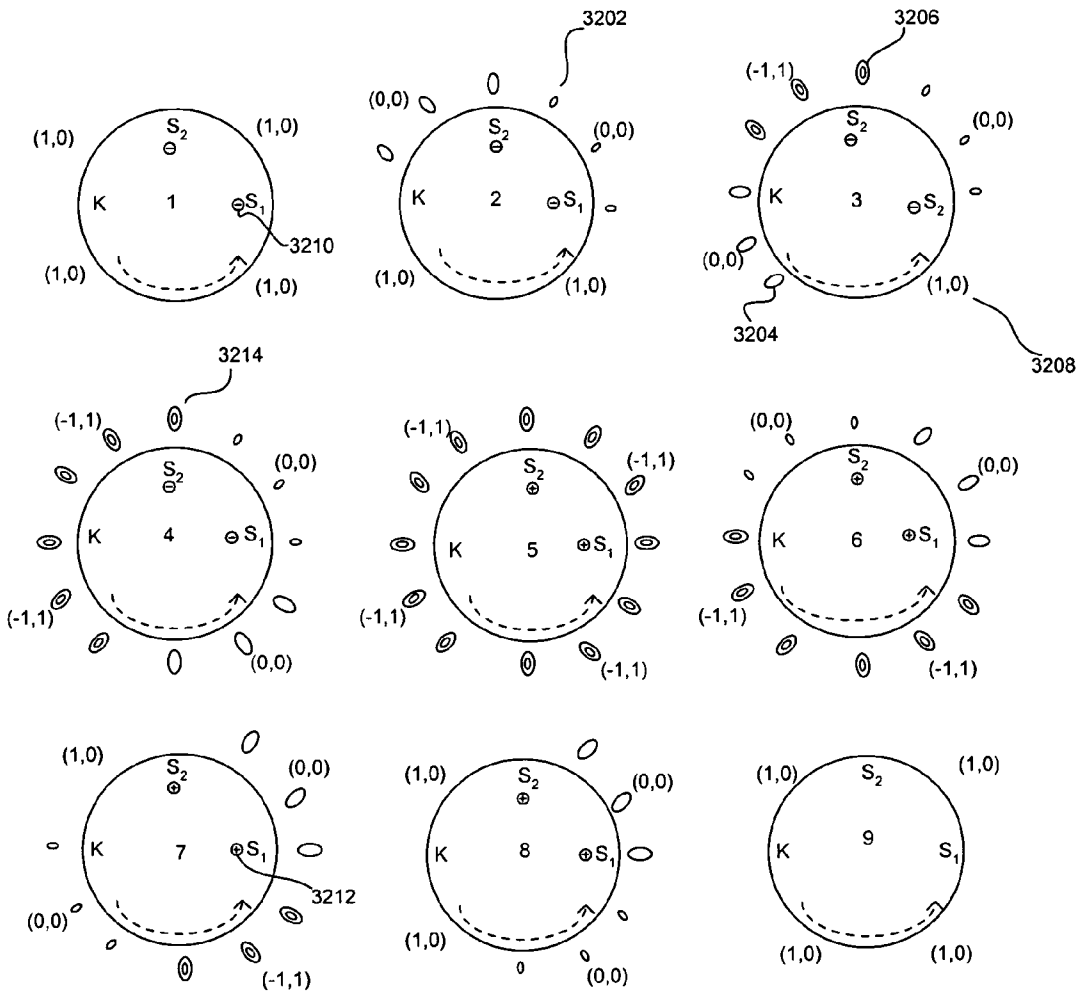 3202
3206
(1,0)
S₂
(1,0)
K
1
S₁
3210
(1,0)
(1,0)
(0,0)
S₂
(0,0)
K
2
S₁
(1,0)
(1,0)
(-1,1)
S₂
(0,0)
K
3
S₂
(0,0)
3204
(1,0)
3208
3214
(-1,1)
S₂
(0,0)
K
4
S₁
(-1,1)
(0,0)
(-1,1)
S₂
(-1,1)
K
5
S₁
(-1,1)
(-1,1)
(0,0)
S₂
(0,0)
K
6
S₁
(-1,1)
(-1,1)
(1,0)
S₂
(0,0)
K
7
S₁
3212
(0,0)
(-1,1)
(1,0)
S₂
(0,0)
K
8
S₁
(1,0)
(0,0)
(1,0)
S₂
(1,0)
K
9
S₁
(1,0)
(1,0)